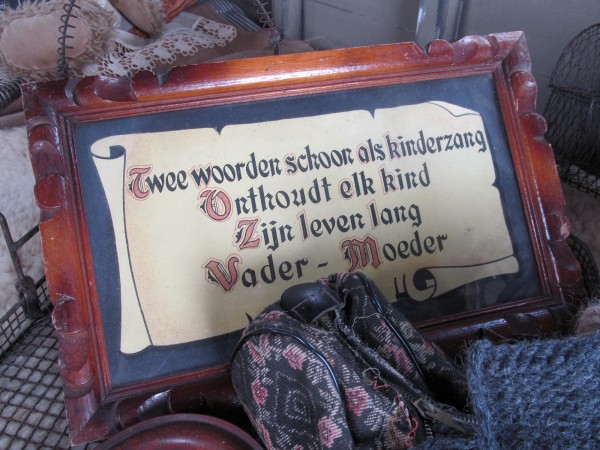 Twee woorden schoon als kinderzang
Onthoudt elk kind
Zijn leven lang
Vader - Moeder